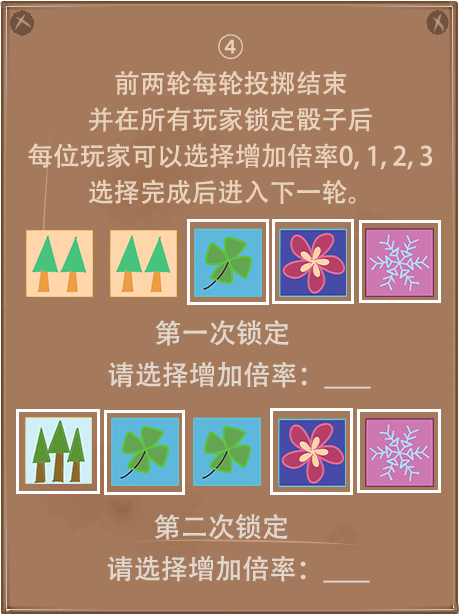 ④
前两轮每轮投掷结束
并在所有玩家锁定骰子后
每位玩家可以选择增加倍率0, 1, 2, 3
选择完成后进入下一轮。
第一次锁定
请选择增加倍率：___
第二次锁定
请选择增加倍率：___